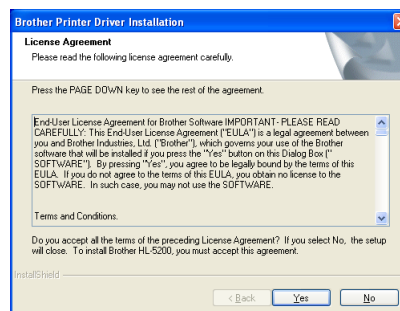 Brother Printer Driver Installation
License Agreement
Please read the following license agreement carefully.
Press the PAGE DOWN key to see the rest of the agreement.
End-User License Agreement for Brother Software IMPORTANT- PLEASE READ
CAREFULLY: This End-User License Agreement ("EULA") is a legal agreement between
you and Brother Industries, Ltd. ("Brother"), which governs your use of the Brother
software that will be installed if you press the "Yes" button on this Dialog Box ("
SOFTWARE"). By pressing "Yes", you agree to be legally bound by the terms of this
EULA. If you do not agree to the terms of this EULA, you obtain no license to the
SOFTWARE. In such case, you may not use the SOFTWARE.
Terms and Conditions.
Do you accept all the terms of the preceding License Agreement? If you select No, the setup
will close. To install Brother HL-5200, you must accept this agreement.
InstallShield
< Back Yes No